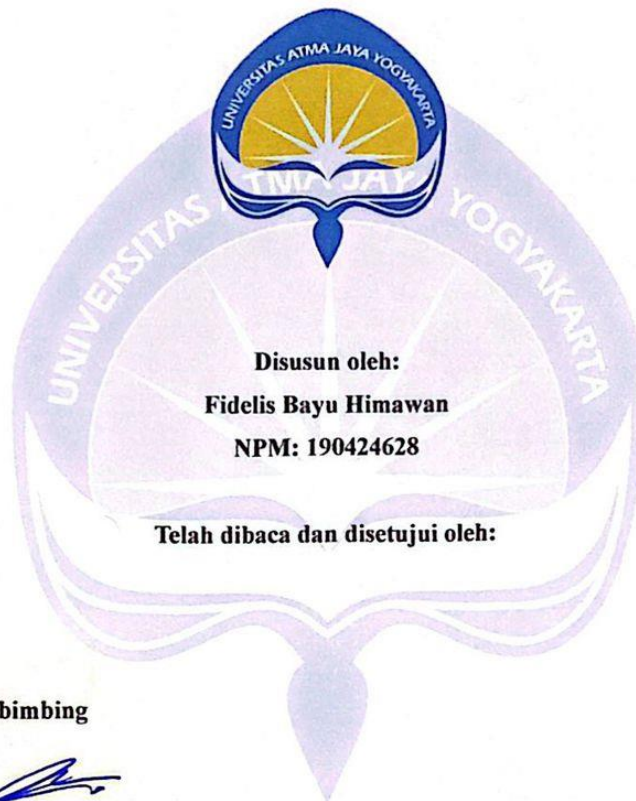 UNIVERSITAS ATMA JAYA YOGYAKARTA
UNIVERSITAS ATMA JAYA YOGYAKARTA
Disusun oleh:
Fidelis Bayu Himawan
NPM: 190424628
Telah dibaca dan disetujui oleh:
bimbing